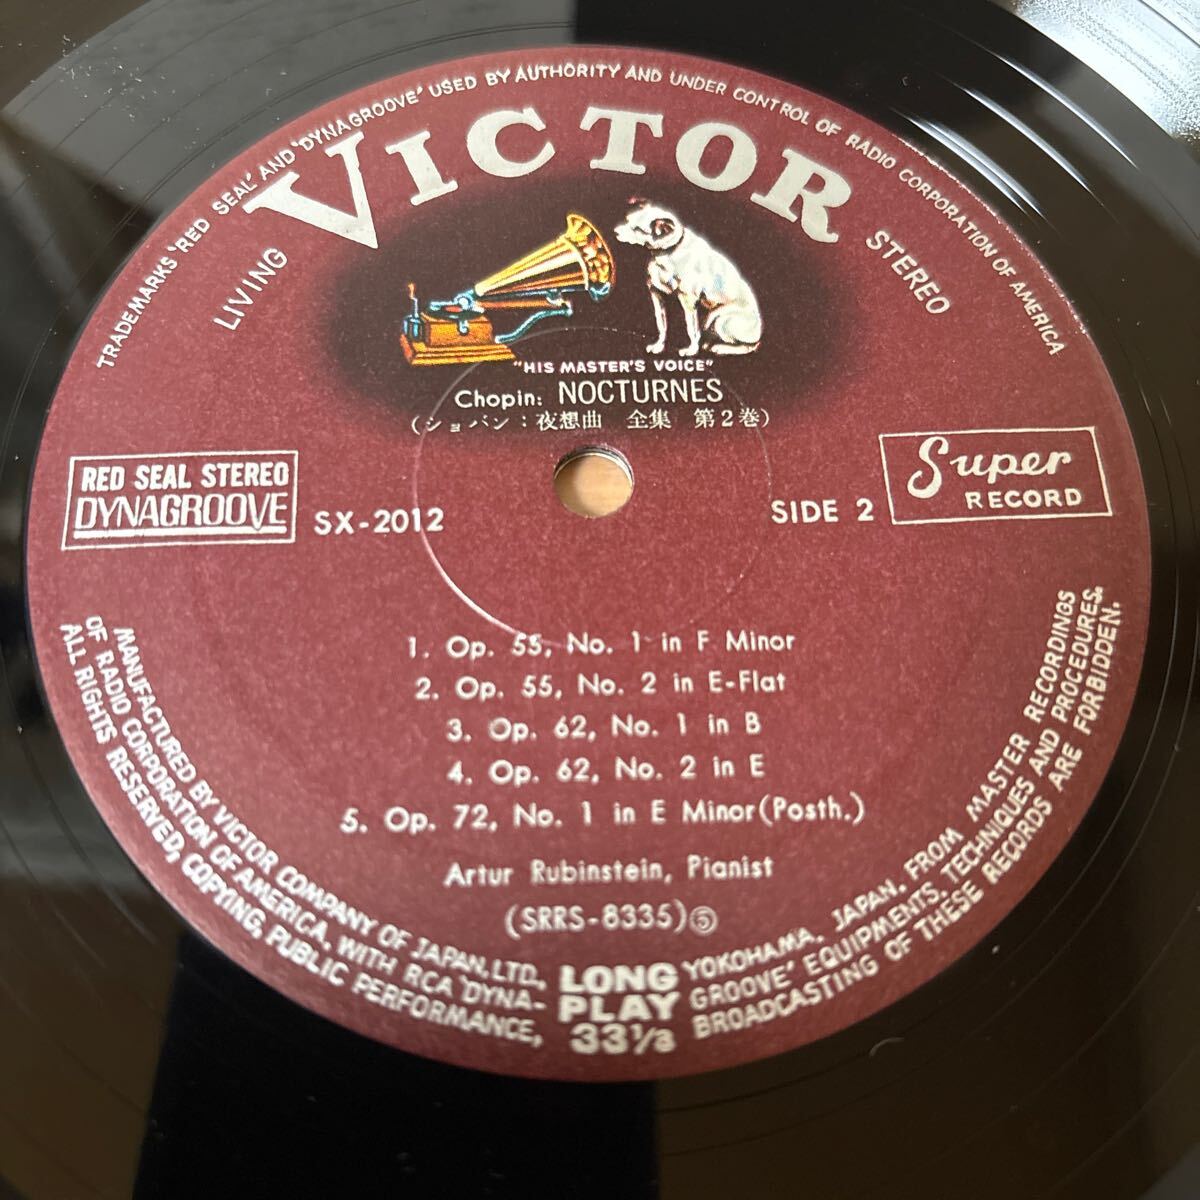 TRADEMARKS 'RED SEAL' AND 'DYNAGROOVE' USED BY AUTHORITY AND UNDER CONTROL OF RADIO CORPORATION OF AMERICA
LIVING
VICTOR
STEREO
"HIS MASTER'S VOICE"
Chopin: NOCTURNES
(ショパン：夜想曲　全集　第2巻)
RED SEAL STEREO
DYNAGROOVE
SX-2012
SIDE 2
Super
RECORD
1. Op. 55, No. 1 in F Minor
2. Op. 55, No. 2 in E-Flat
3. Op. 62, No. 1 in B
4. Op. 62, No. 2 in E
5. Op. 72, No. 1 in E Minor(Posth.)
Artur Rubinstein, Pianist
(SRRS-8335)⑤
MANUFACTURED BY VICTOR COMPANY OF JAPAN, LTD., YOKOHAMA, JAPAN, FROM MASTER RECORDINGS
OF RADIO CORPORATION OF AMERICA, WITH RCA 'DYNA-GROOVE' EQUIPMENTS, TECHNIQUES AND PROCEDURES.
ALL RIGHTS RESERVED, COPYING, PUBLIC PERFORMANCE, BROADCASTING OF THESE RECORDS ARE FORBIDDEN.
LONG
PLAY
33⅓